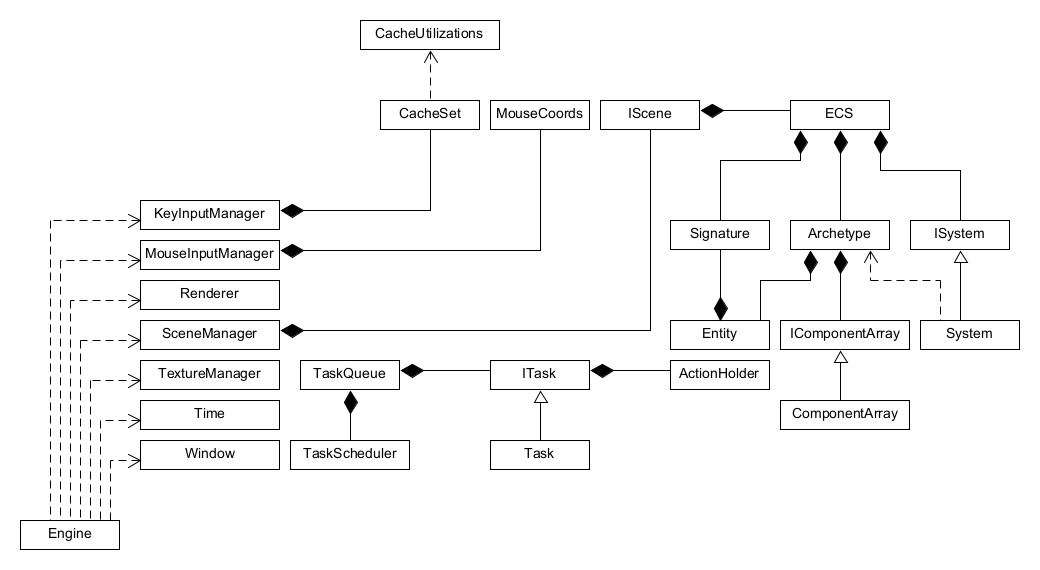 CacheUtilizations
CacheSet
MouseCoords
IScene
ECS
KeyInputManager
MouseInputManager
Signature
Archetype
ISystem
Renderer
SceneManager
Entity
IComponentArray
System
TextureManager
TaskQueue
ITask
ActionHolder
Time
ComponentArray
Window
TaskScheduler
Task
Engine